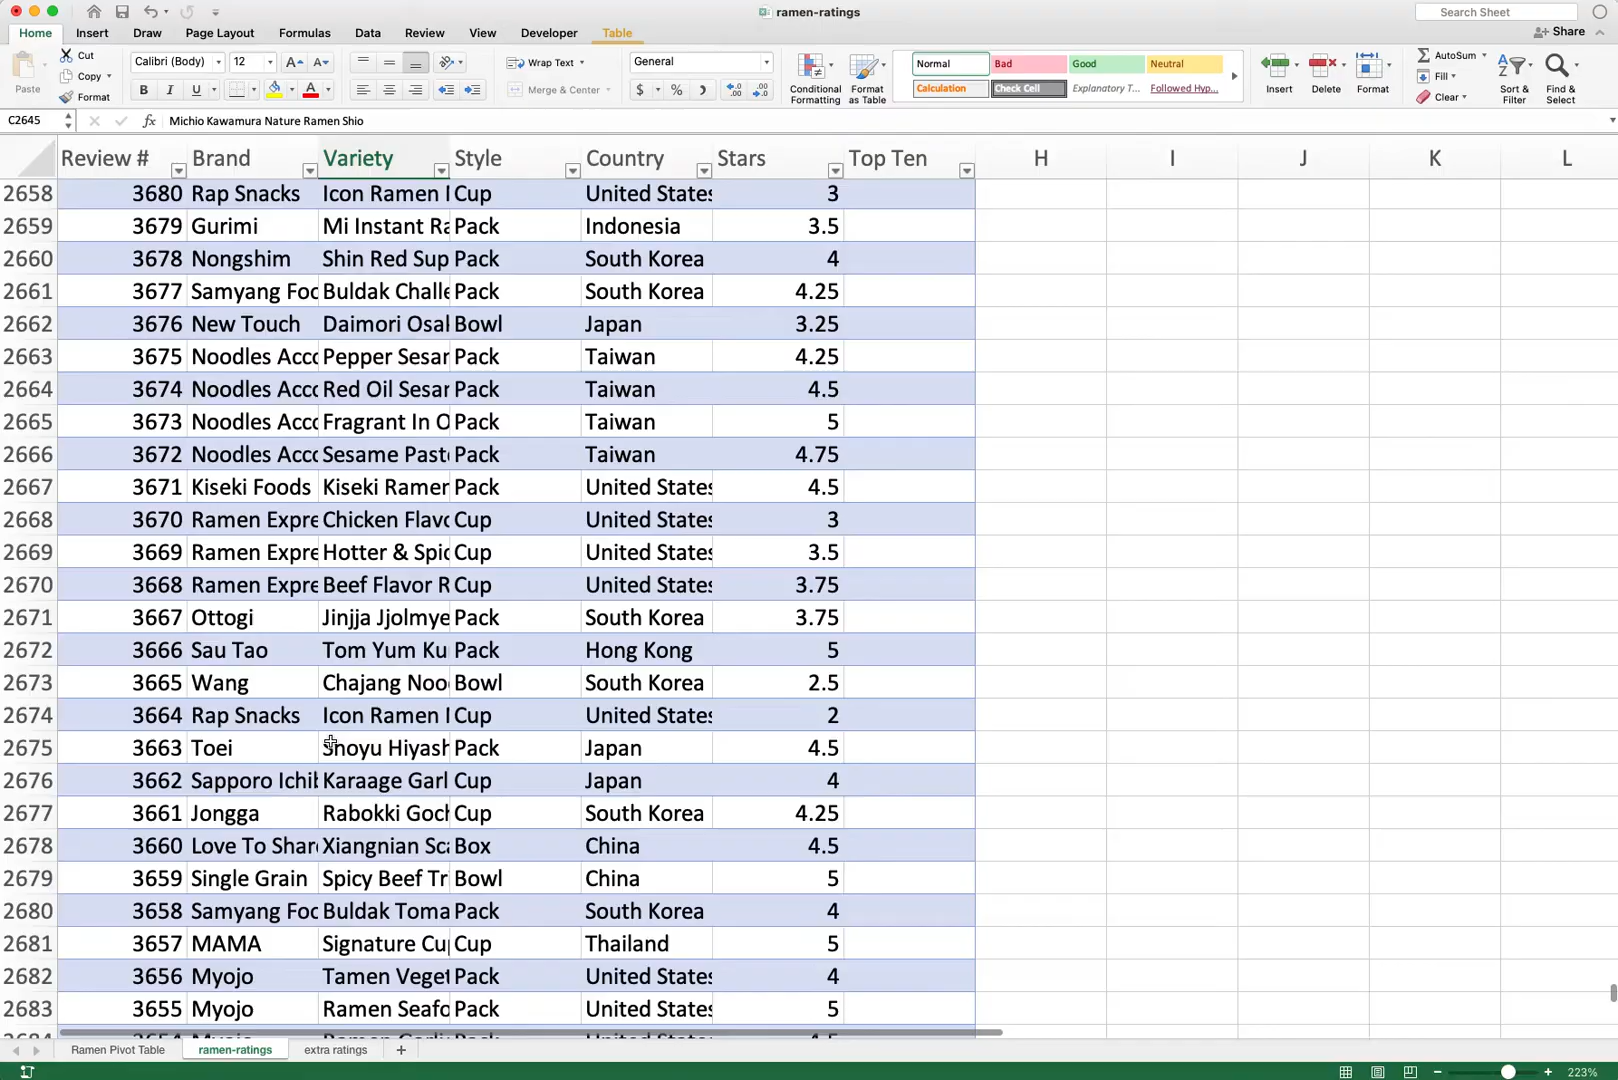 ramen-ratings
Search Sheet
Home Insert Draw Page Layout Formulas Data Review View Developer Table Share
Paste Cut Copy Format
Calibri (Body) 12 Wrap Text Merge & Center General
Conditional Formatting Format as Table
Normal Bad Good Neutral
Calculation Check Cell Explanatory T... Followed Hyp...
Insert Delete Format AutoSum Fill Clear Sort & Filter Find & Select
C2645 fx Michio Kawamura Nature Ramen Shio
Review # Brand Variety Style Country Stars Top Ten H I J K L
2658 3680 Rap Snacks Icon Ramen Cup United States 3
2659 3679 Gurimi Mi Instant Ra Pack Indonesia 3.5
2660 3678 Nongshim Shin Red Sup Pack South Korea 4
2661 3677 Samyang Foo Buldak Challe Pack South Korea 4.25
2662 3676 New Touch Daimori Osal Bowl Japan 3.25
2663 3675 Noodles Acco Pepper Sesar Pack Taiwan 4.25
2664 3674 Noodles Acco Red Oil Sesar Pack Taiwan 4.5
2665 3673 Noodles Acco Fragrant In O Pack Taiwan 5
2666 3672 Noodles Acco Sesame Past Pack Taiwan 4.75
2667 3671 Kiseki Foods Kiseki Ramer Pack United States 4.5
2668 3670 Ramen Expre Chicken Flavo Cup United States 3
2669 3669 Ramen Expre Hotter & Spic Cup United States 3.5
2670 3668 Ramen Expre Beef Flavor R Cup United States 3.75
2671 3667 Ottogi Jinjja Jjolmye Pack South Korea 3.75
2672 3666 Sau Tao Tom Yum Ku Pack Hong Kong 5
2673 3665 Wang Chajang Noo Bowl South Korea 2.5
2674 3664 Rap Snacks Icon Ramen Cup United States 2
2675 3663 Toei Shoyu Hiyash Pack Japan 4.5
2676 3662 Sapporo Ichib Karaage Garl Cup Japan 4
2677 3661 Jongga Rabokki Goch Cup South Korea 4.25
2678 3660 Love To Shar Xiangnian Sca Box China 4.5
2679 3659 Single Grain Spicy Beef Tr Bowl China 5
2680 3658 Samyang Foo Buldak Toma Pack South Korea 4
2681 3657 MAMA Signature Cup Cup Thailand 5
2682 3656 Myojo Tamen Veget Pack United States 4
2683 3655 Myojo Ramen Seafo Pack United States 5
Ramen Pivot Table ramen-ratings extra ratings
223%